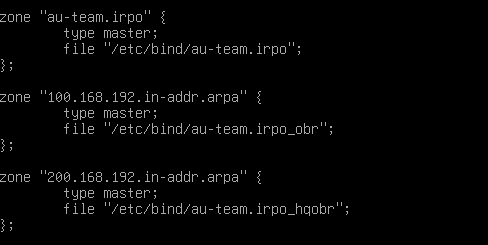 zone "au-team.irpo" {
        type master;
        file "/etc/bind/au-team.irpo";
};

zone "100.168.192.in-addr.arpa" {
        type master;
        file "/etc/bind/au-team.irpo_obr";
};

zone "200.168.192.in-addr.arpa" {
        type master;
        file "/etc/bind/au-team.irpo_hqobr";
};